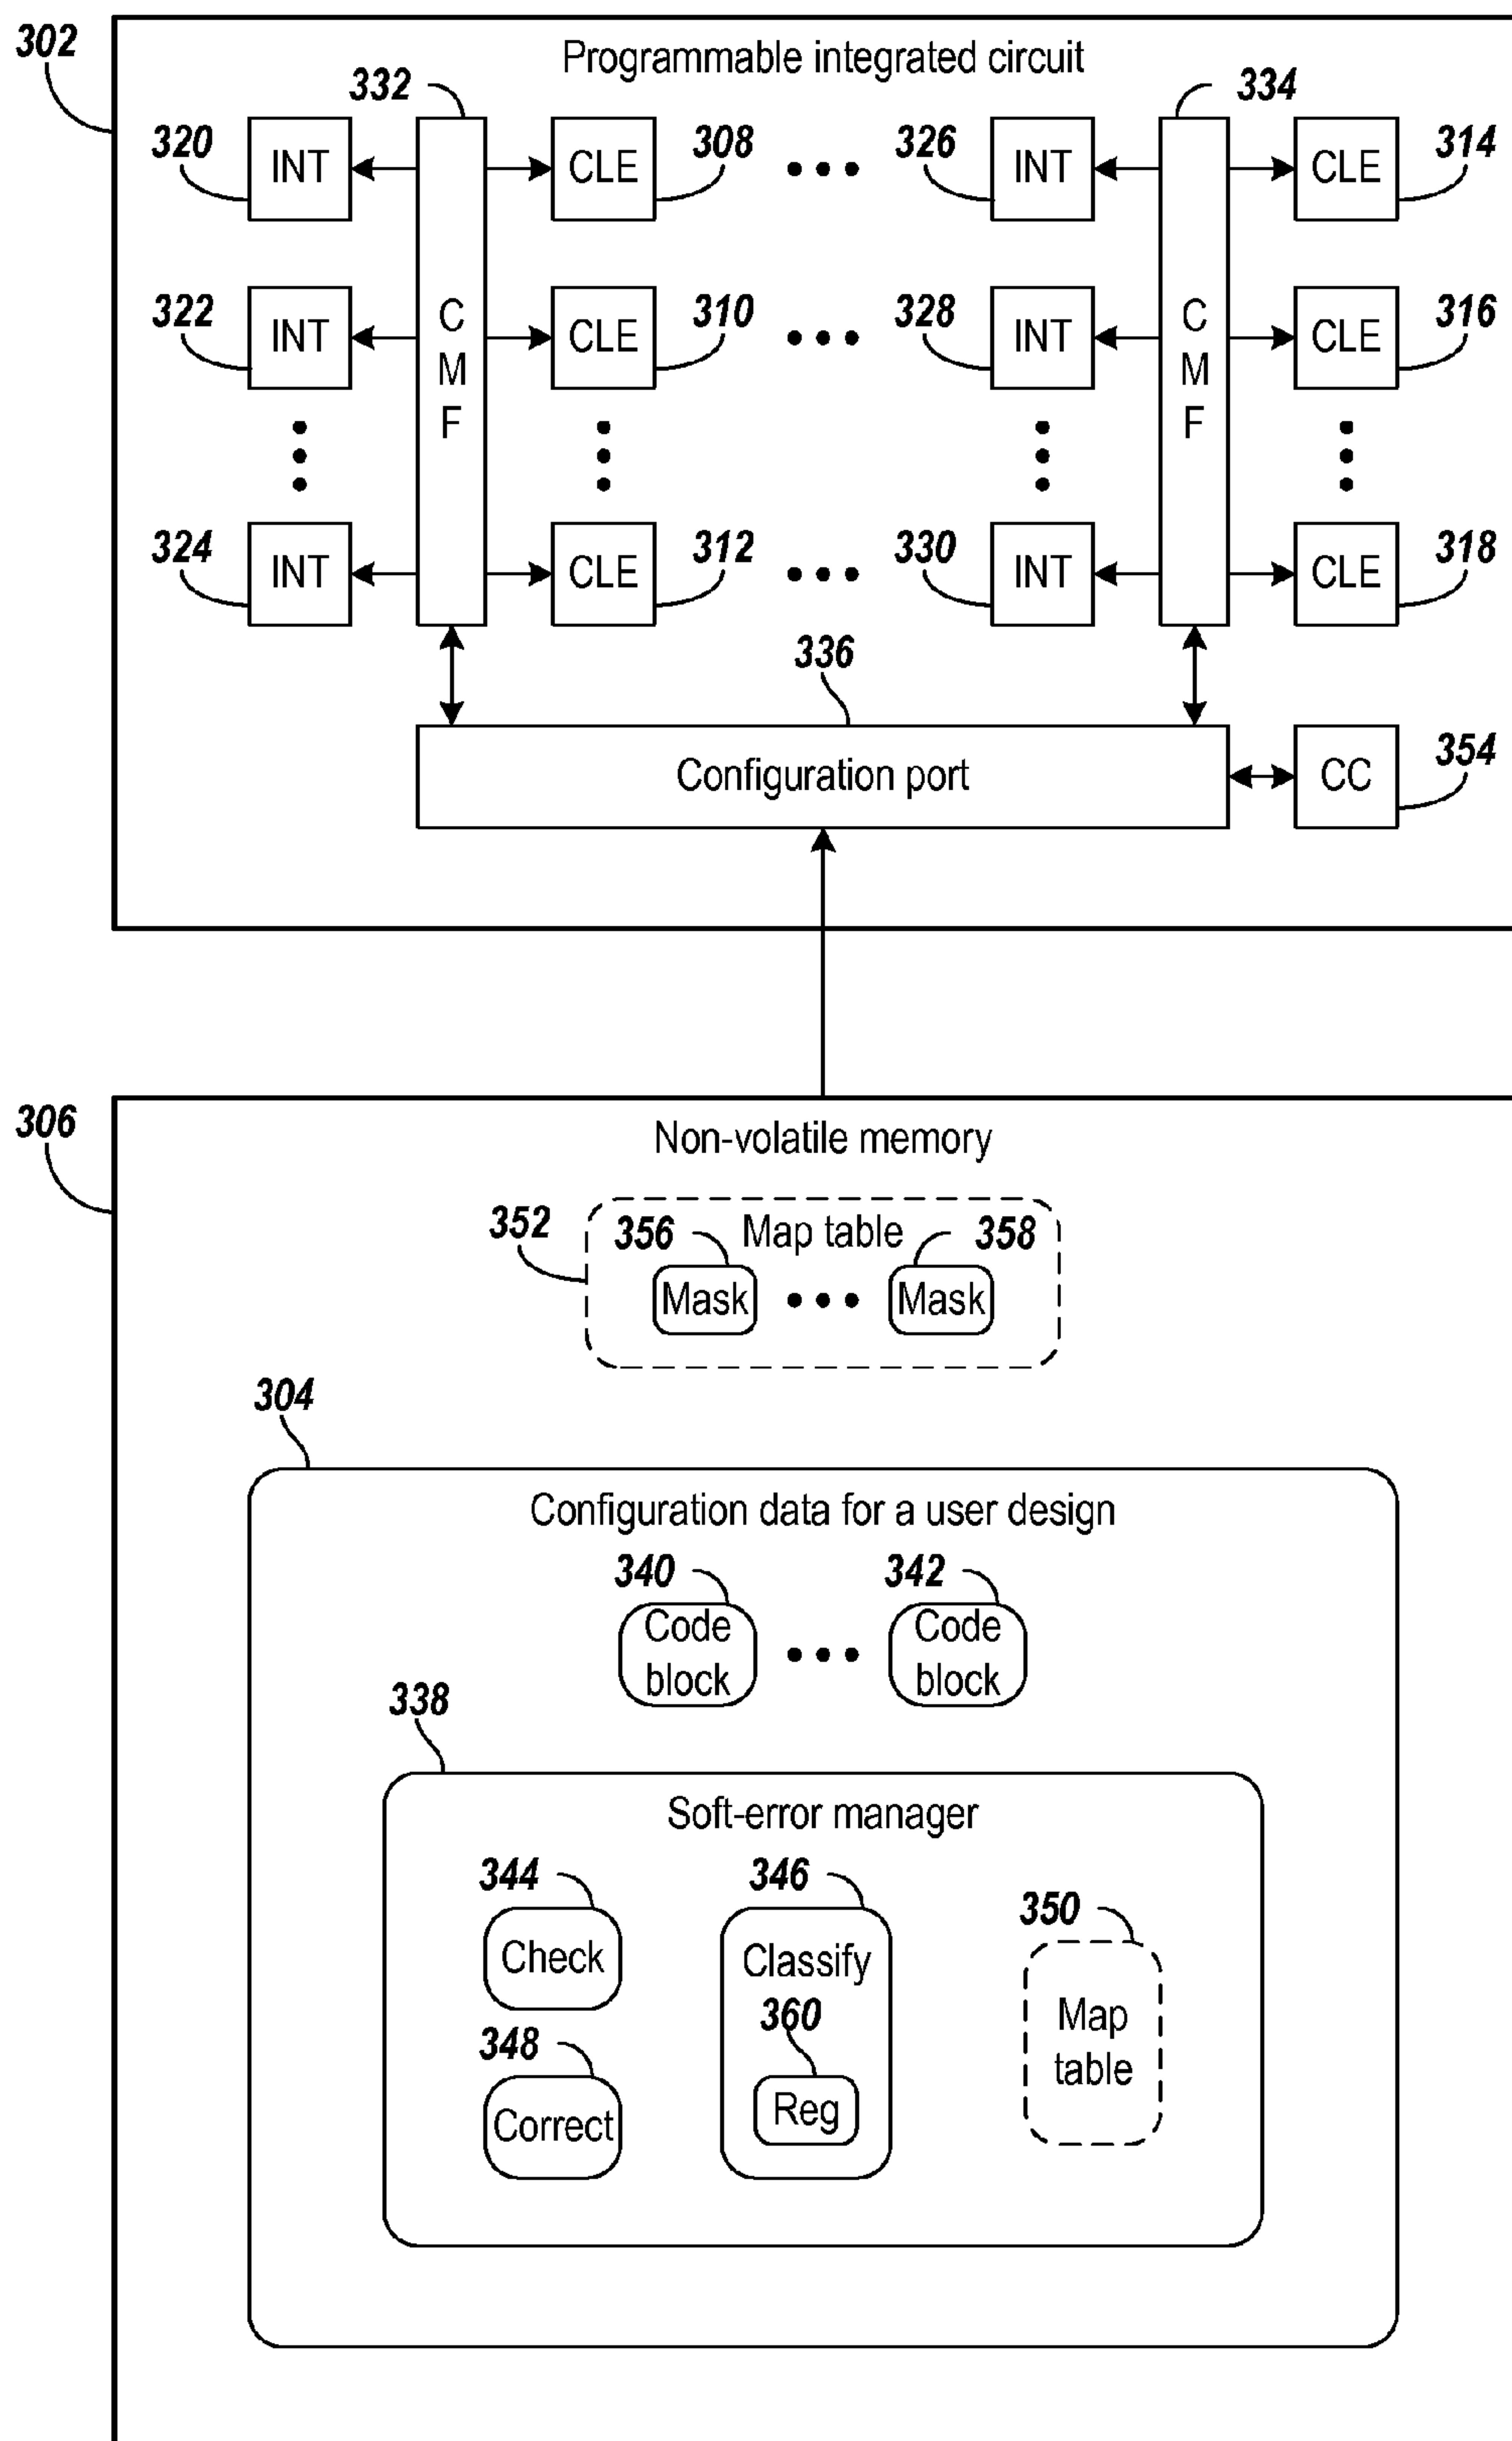 302
Programmable integrated circuit
332
334
320
INT
CLE
308
326
INT
CLE
314
322
INT
C
M
F
CLE
310
328
INT
C
M
F
CLE
316
324
INT
CLE
312
330
INT
CLE
318
336
Configuration port
CC
354
306
Non-volatile memory
352
356
Map table
358
Mask
Mask
304
Configuration data for a user design
340
342
Code
block
Code
block
338
Soft-error manager
344
346
350
Check
Classify
360
Map
table
348
Correct
Reg